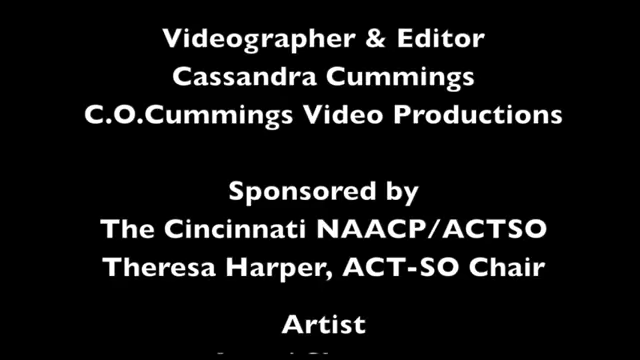 Videographer & Editor
Cassandra Cummings
C.O.Cummings Video Productions
Sponsored by
The Cincinnati NAACP/ACTSO
Theresa Harper, ACT-SO Chair
Artist